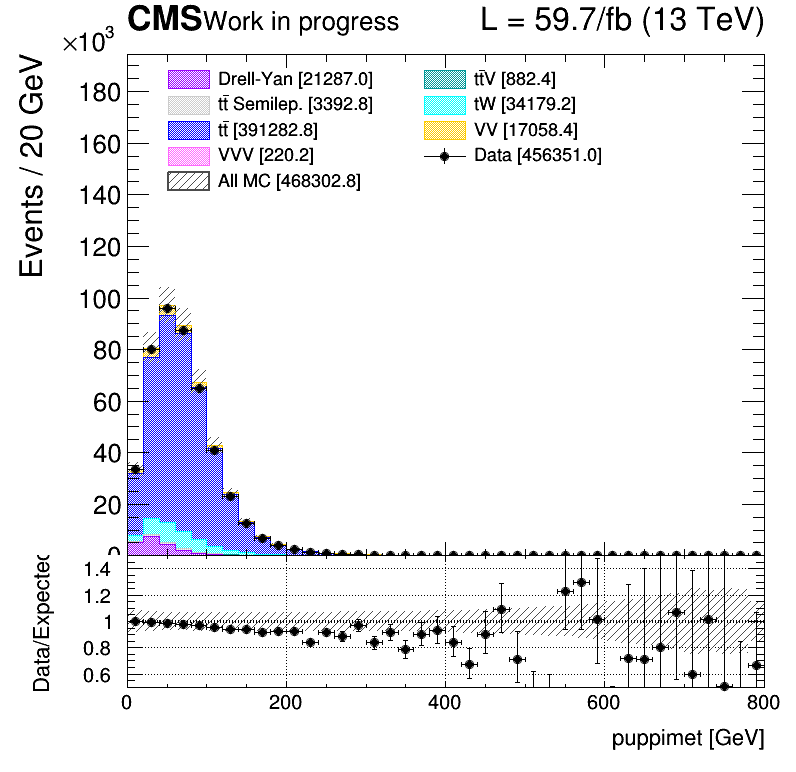 CMS Work in progress L = 59.7/fb (13 TeV)
×10³
Events / 20 GeV
180
160
140
120
100
80
60
40
20
0
Drell-Yan [21287.0]
tt̄ Semilep. [3392.8]
tt̄ [391282.8]
VVV [220.2]
All MC [468302.8]
tt̄V [882.4]
tW [34179.2]
VV [17058.4]
Data [456351.0]
Data/Expected
1.4
1.2
1
0.8
0.6
0 200 400 600 800
puppimet [GeV]